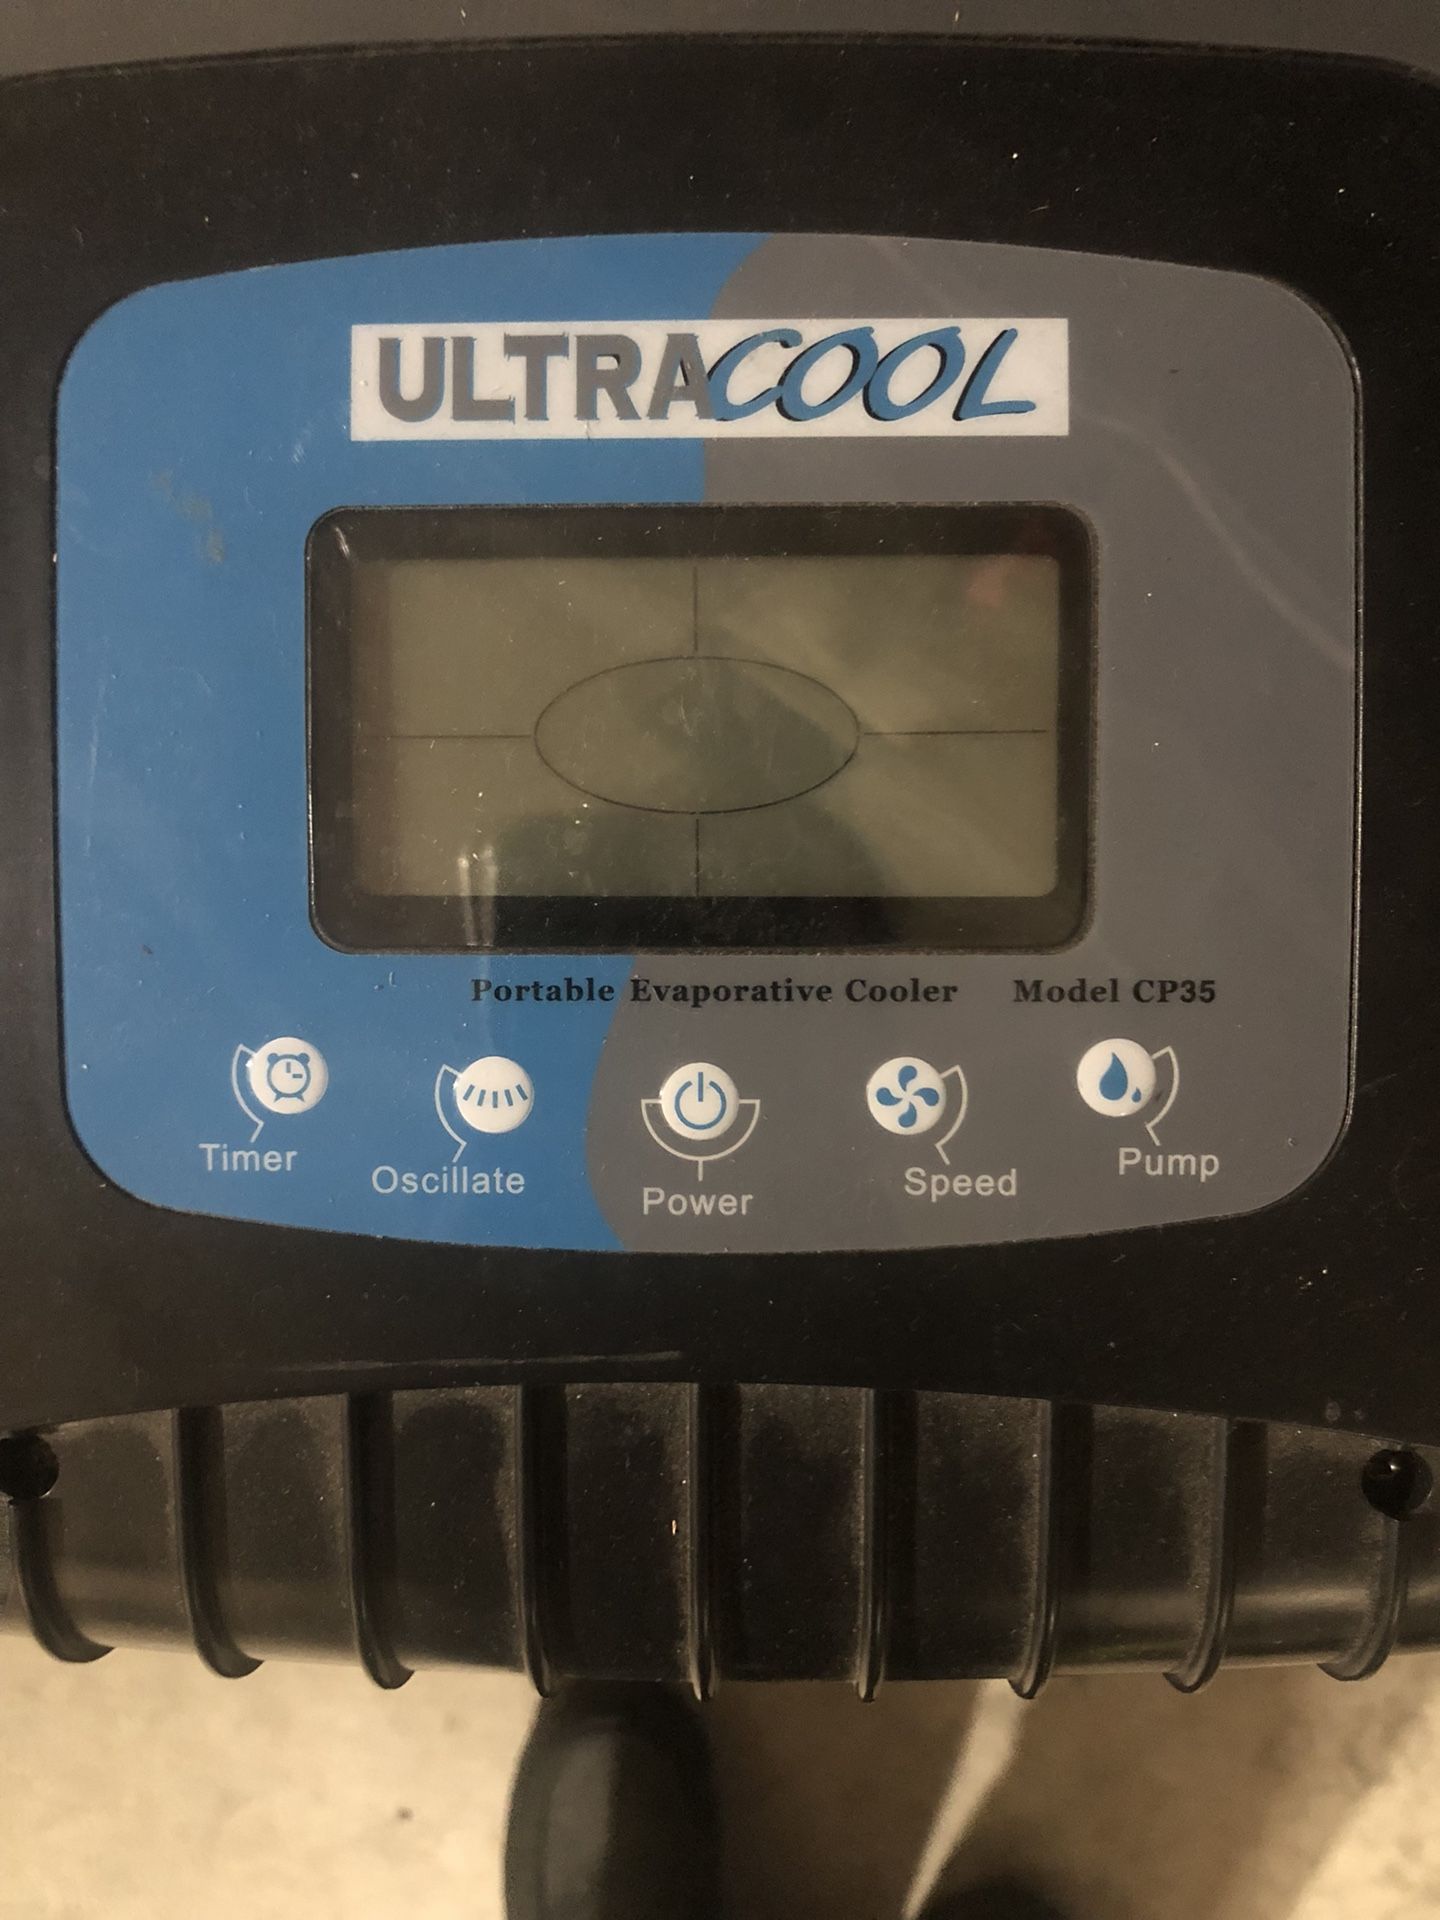 ULTRACOOL
Portable Evaporative Cooler Model CP35
Timer
Oscillate
Power
Speed
Pump